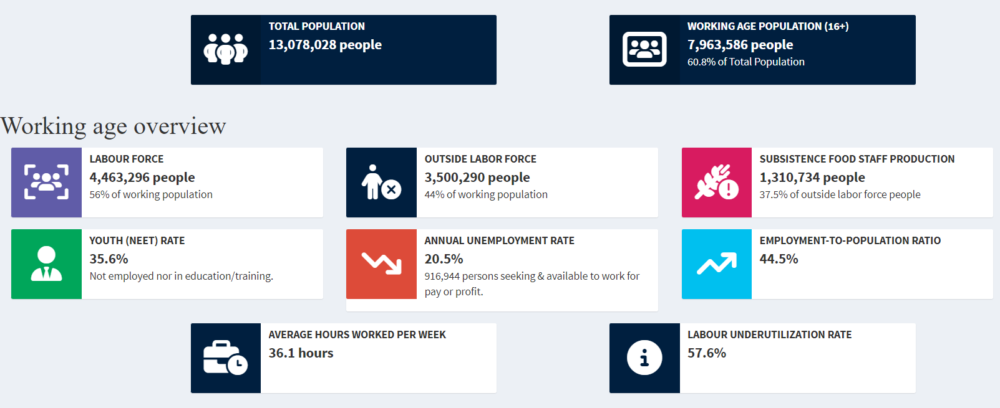 TOTAL POPULATION
13,078,028 people
WORKING AGE POPULATION (16+)
7,963,586 people
60.8% of Total Population
Working age overview
LABOUR FORCE
4,463,296 people
56% of working population
OUTSIDE LABOR FORCE
3,500,290 people
44% of working population
SUBSISTENCE FOOD STAFF PRODUCTION
1,310,734 people
37.5% of outside labor force people
YOUTH (NEET) RATE
35.6%
Not employed nor in education/training.
ANNUAL UNEMPLOYMENT RATE
20.5%
916,944 persons seeking & available to work for
pay or profit.
EMPLOYMENT-TO-POPULATION RATIO
44.5%
AVERAGE HOURS WORKED PER WEEK
36.1 hours
LABOUR UNDERUTILIZATION RATE
57.6%